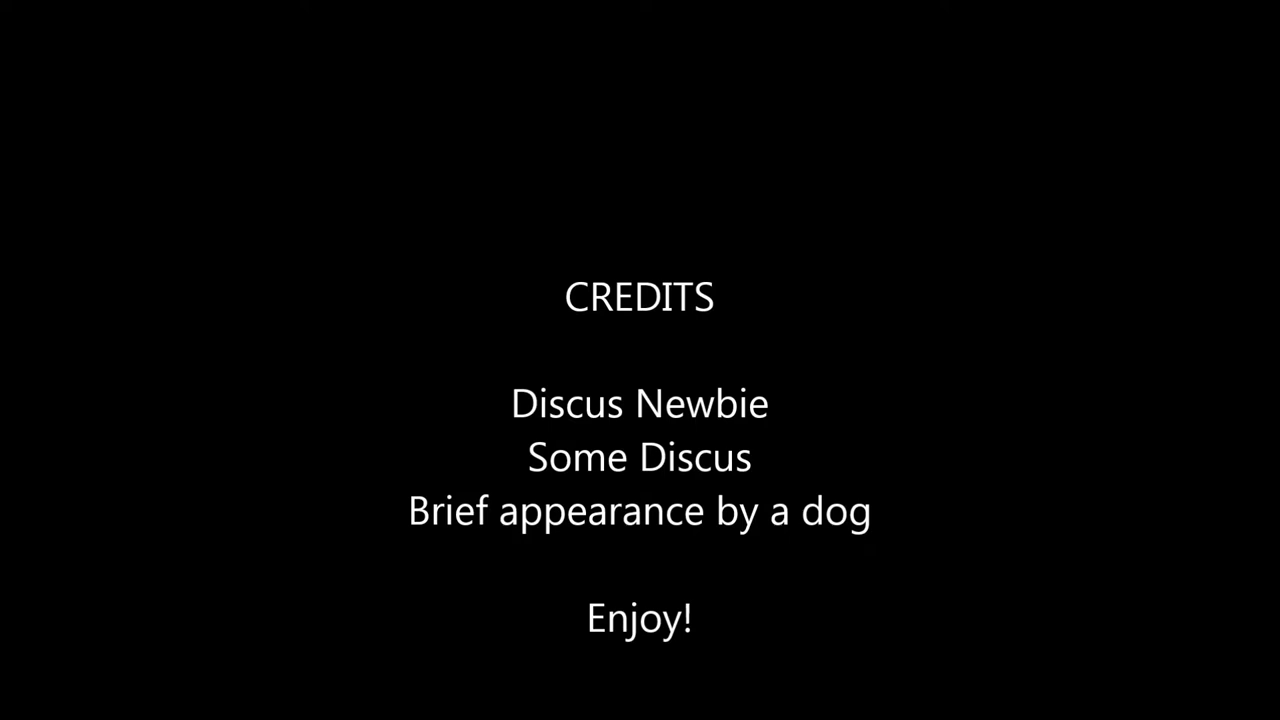 CREDITS
Discus Newbie
Some Discus
Brief appearance by a dog
Enjoy!